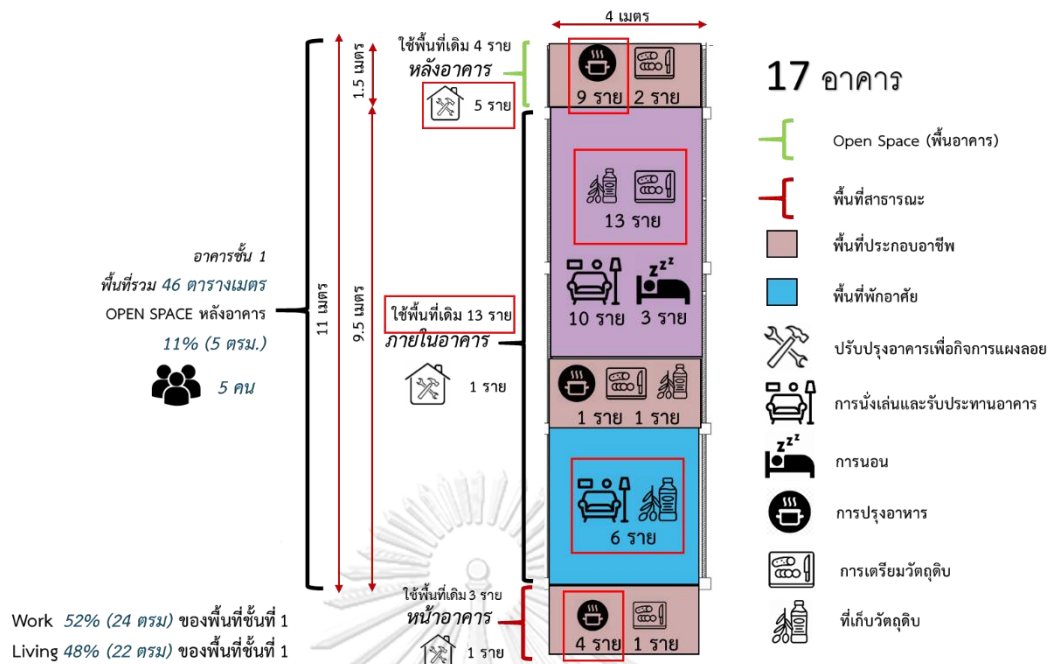 4 เมตร
ใช้พื้นที่เดิม 4 ราย
หลังอาคาร
5 ราย
1.5 เมตร
9 ราย 2 ราย
17 อาคาร
Open Space (พื้นอาคาร)
พื้นที่สาธารณะ
พื้นที่ประกอบอาชีพ
พื้นที่พักอาศัย
ปรับปรุงอาคารเพื่อกิจการแผงลอย
การนั่งเล่นและรับประทานอาคาร
zzz
การนอน
การปรุงอาหาร
การเตรียมวัตถุดิบ
ที่เก็บวัตถุดิบ
13 ราย
zzz
10 ราย 3 ราย
อาคารชั้น 1
พื้นที่รวม 46 ตารางเมตร
OPEN SPACE หลังอาคาร
11% (5 ตรม.)
5 คน
11 เมตร
9.5 เมตร
ใช้พื้นที่เดิม 13 ราย
ภายในอาคาร
1 ราย
1 ราย 1 ราย
6 ราย
ใช้พื้นที่เดิม 3 ราย
หน้าอาคาร
1 ราย
4 ราย 1 ราย
Work 52% (24 ตรม) ของพื้นที่ชั้นที่ 1
Living 48% (22 ตรม) ของพื้นที่ชั้นที่ 1